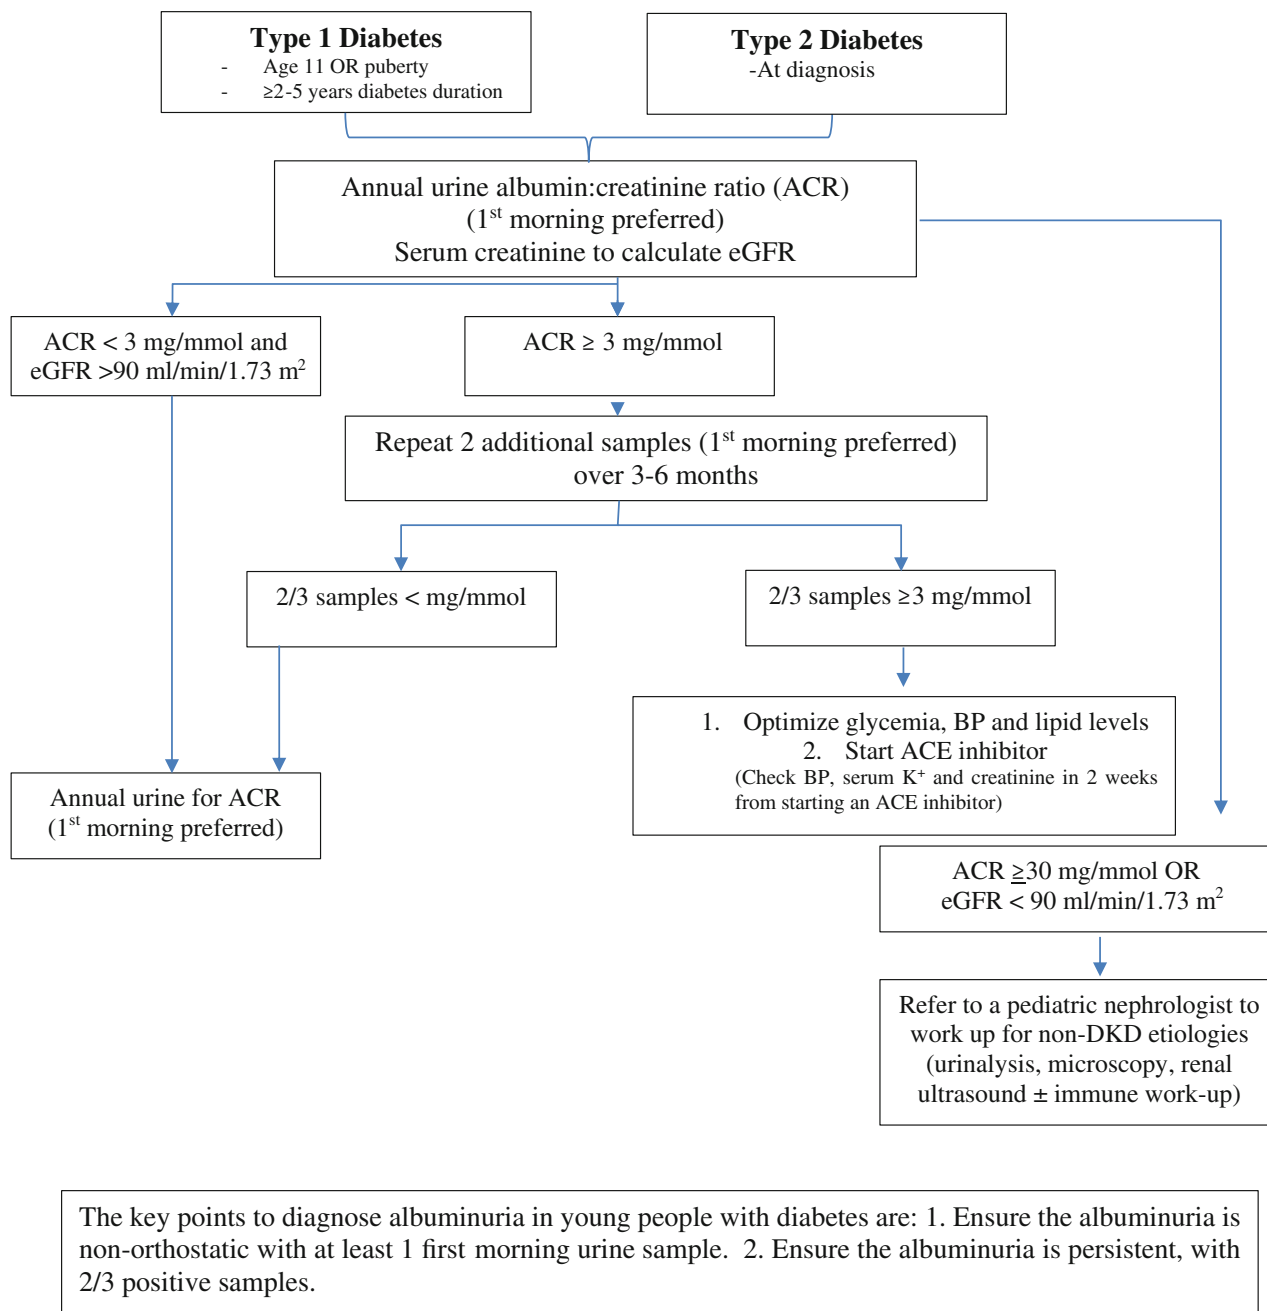 Type 1 Diabetes
- Age 11 OR puberty
- ≥2-5 years diabetes duration
Type 2 Diabetes
-At diagnosis
Annual urine albumin:creatinine ratio (ACR)
(1st morning preferred)
Serum creatinine to calculate eGFR
ACR < 3 mg/mmol and
eGFR >90 ml/min/1.73 m2
ACR ≥ 3 mg/mmol
Repeat 2 additional samples (1st morning preferred)
over 3-6 months
2/3 samples < mg/mmol
2/3 samples ≥3 mg/mmol
1. Optimize glycemia, BP and lipid levels
2. Start ACE inhibitor
(Check BP, serum K+ and creatinine in 2 weeks
from starting an ACE inhibitor)
Annual urine for ACR
(1st morning preferred)
ACR ≥30 mg/mmol OR
eGFR < 90 ml/min/1.73 m2
Refer to a pediatric nephrologist to
work up for non-DKD etiologies
(urinalysis, microscopy, renal
ultrasound ± immune work-up)
The key points to diagnose albuminuria in young people with diabetes are: 1. Ensure the albuminuria is
non-orthostatic with at least 1 first morning urine sample. 2. Ensure the albuminuria is persistent, with
2/3 positive samples.